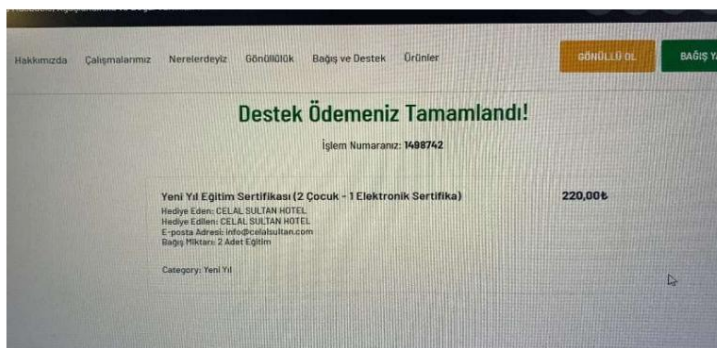 Hakkımızda Çalışmalarımız Nerelerdeyiz Gönüllülük Bağış ve Destek Ürünler GÖNÜLLÜ OL BAĞIŞ YA
Destek Ödemeniz Tamamlandı!
İşlem Numaranız: 1498742
Yeni Yıl Eğitim Sertifikası (2 Çocuk - 1 Elektronik Sertifika) 220,00₺
Hediye Eden: CELAL SULTAN HOTEL
Hediye Edilen: CELAL SULTAN HOTEL
E-posta Adresi: info@celalsultan.com
Bağış Miktarı: 2 Adet Eğitim
Category: Yeni Yıl